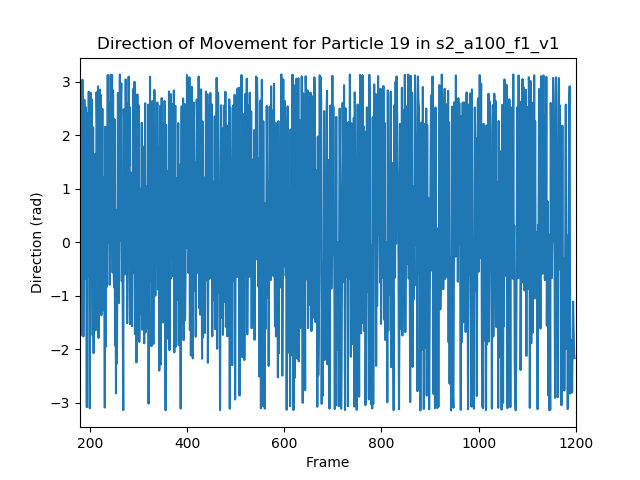 Direction of Movement for Particle 19 in s2_a100_f1_v1
3
2
1
0
−1
−2
−3
Direction (rad)
200 400 600 800 1000 1200
Frame